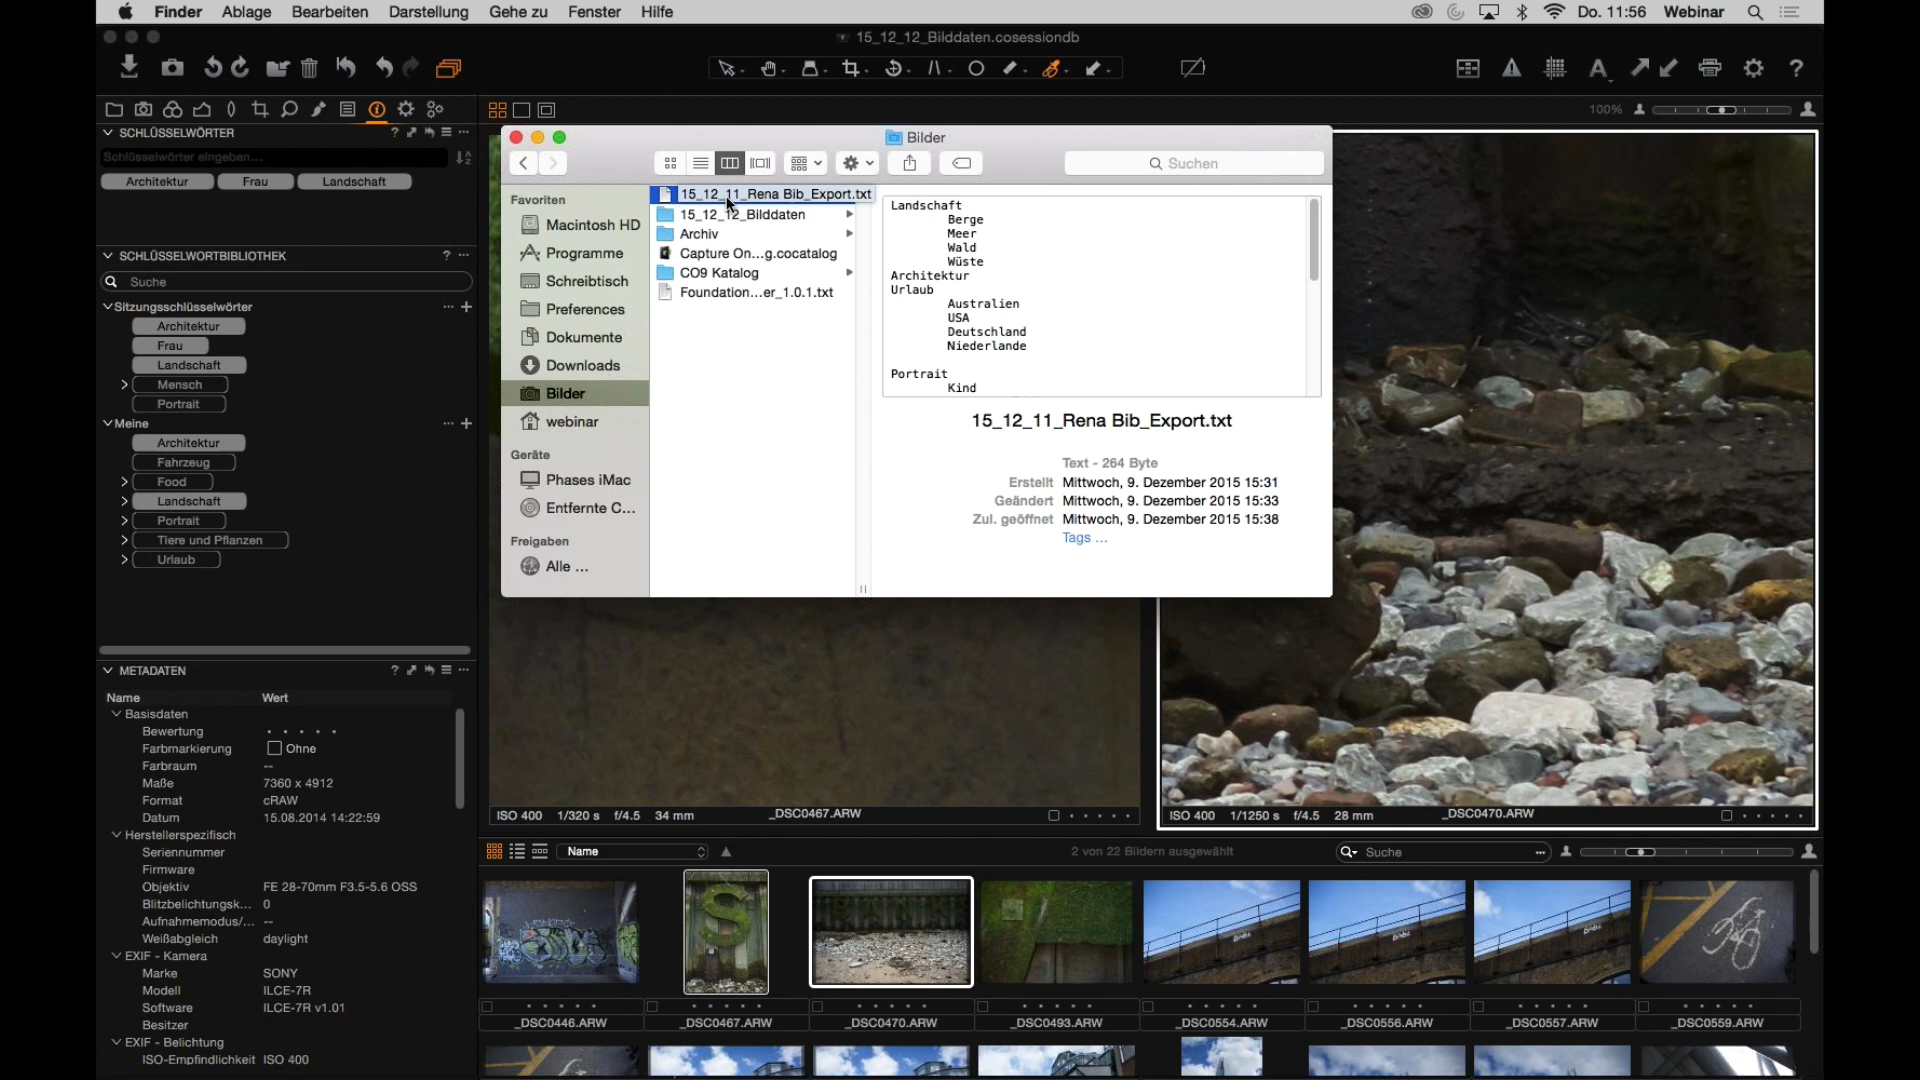 Finder Ablage Bearbeiten Darstellung Gehe zu Fenster Hilfe
Do. 11:56 Webinar
15_12_12_Bilddaten.cosessiondb
100%
SCHLÜSSELWÖRTER
Schlüsselwörter eingeben...
Architektur Frau Landschaft
SCHLÜSSELWORTBIBLIOTHEK
Suche
Sitzungsschlüsselwörter
Architektur
Frau
Landschaft
Mensch
Portrait
Meine
Architektur
Fahrzeug
Food
Landschaft
Portrait
Tiere und Pflanzen
Urlaub
METADATEN
Name Wert
Basisdaten
Bewertung
Farbmarkierung Ohne
Farbraum --
Maße 7360 x 4912
Format cRAW
Datum 15.08.2014 14:22:59
Herstellerspezifisch
Seriennummer
Firmware
Objektiv FE 28-70mm F3.5-5.6 OSS
Blitzbelichtungsk... 0
Aufnahmemodus/... --
Weißabgleich daylight
EXIF - Kamera
Marke SONY
Modell ILCE-7R
Software ILCE-7R v1.01
Besitzer
EXIF - Belichtung
ISO-Empfindlichkeit ISO 400
Bilder
Suchen
Favoriten
Macintosh HD
Programme
Schreibtisch
Preferences
Dokumente
Downloads
Bilder
webinar
Geräte
Phases iMac
Entfernte C...
Freigaben
Alle ...
15_12_11_Rena Bib_Export.txt
15_12_12_Bilddaten
Archiv
Capture On...g.cocatalog
CO9 Katalog
Foundation...er_1.0.1.txt
Landschaft
Berge
Meer
Wald
Wüste
Architektur
Urlaub
Australien
USA
Deutschland
Niederlande
Portrait
Kind
15_12_11_Rena Bib_Export.txt
Text - 264 Byte
Erstellt Mittwoch, 9. Dezember 2015 15:31
Geändert Mittwoch, 9. Dezember 2015 15:33
Zul. geöffnet Mittwoch, 9. Dezember 2015 15:38
Tags ...
ISO 400 1/320 s f/4.5 34 mm _DSC0467.ARW
ISO 400 1/1250 s f/4.5 28 mm _DSC0470.ARW
Name
2 von 22 Bildern ausgewählt
Suche
S
BANKS
_DSC0446.ARW _DSC0467.ARW _DSC0470.ARW _DSC0493.ARW _DSC0554.ARW _DSC0556.ARW _DSC0557.ARW _DSC0559.ARW